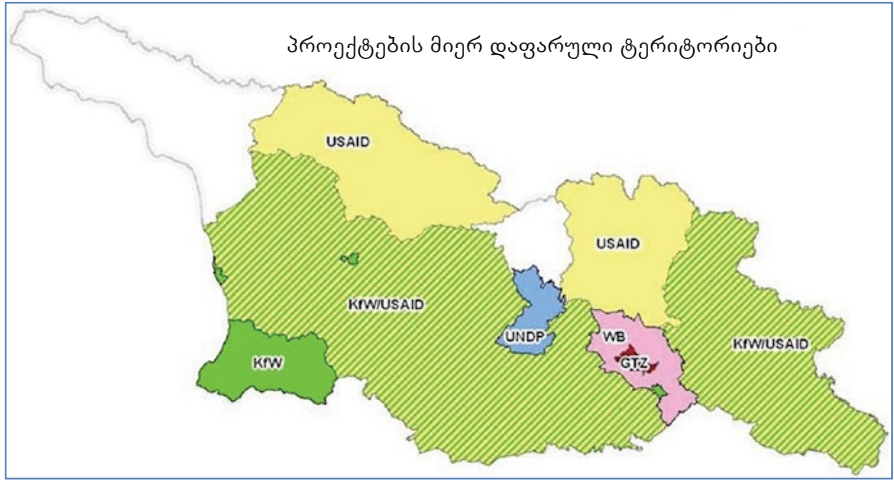 პროექტების მიერ დაფარული ტერიტორიები
USAID
USAID
KfW/USAID
UNDP
WB
KfW/USAID
KfW
GTZ